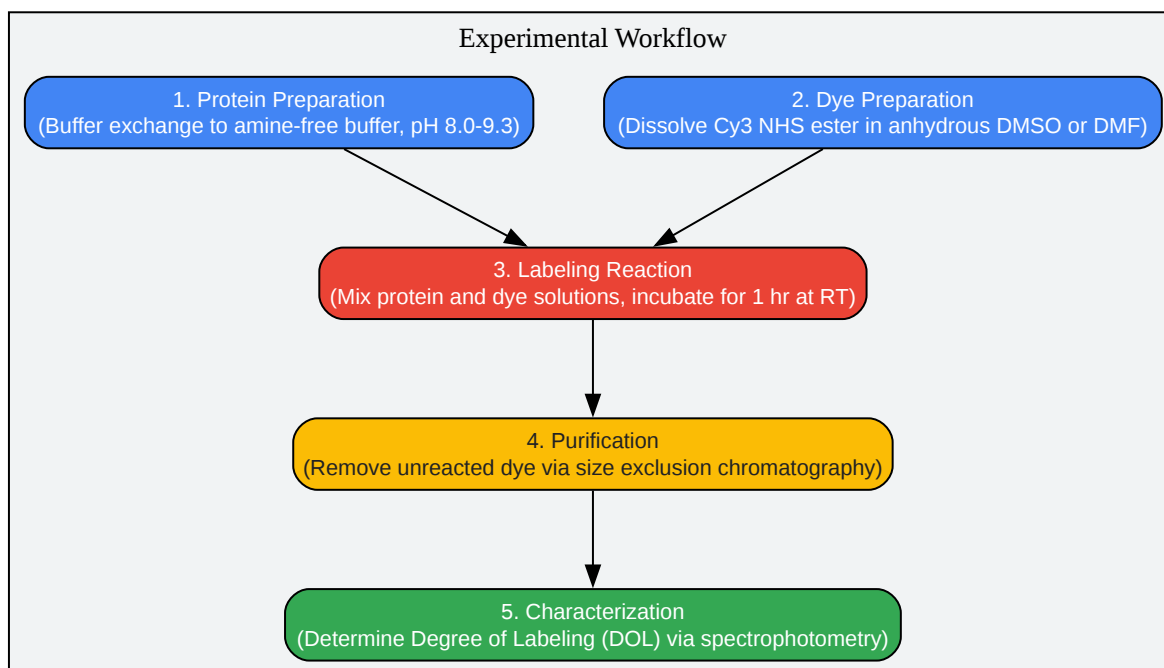 Experimental Workflow
1. Protein Preparation
(Buffer exchange to amine-free buffer, pH 8.0-9.3)
2. Dye Preparation
(Dissolve Cy3 NHS ester in anhydrous DMSO or DMF)
3. Labeling Reaction
(Mix protein and dye solutions, incubate for 1 hr at RT)
4. Purification
(Remove unreacted dye via size exclusion chromatography)
5. Characterization
(Determine Degree of Labeling (DOL) via spectrophotometry)